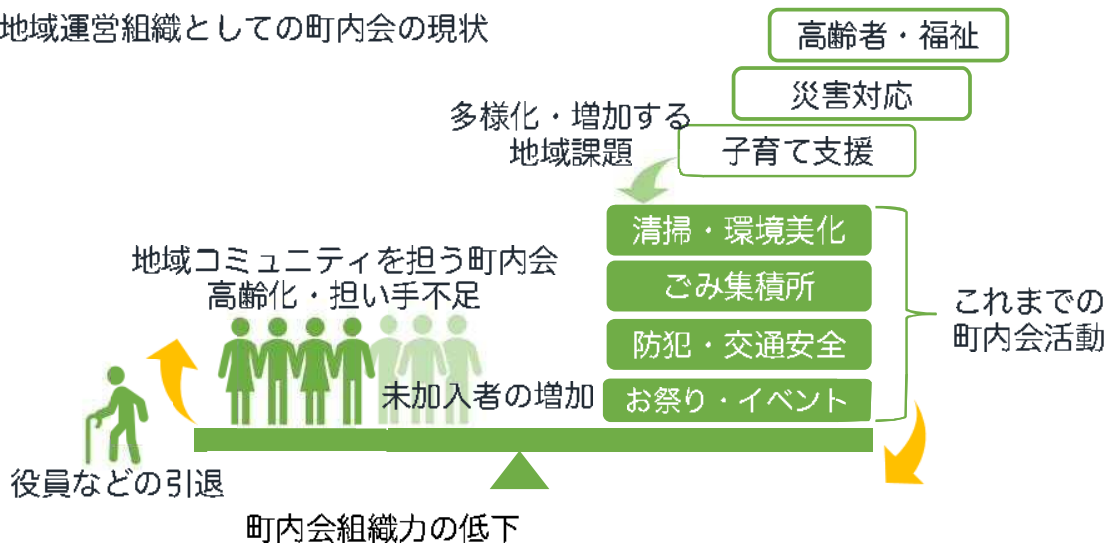 地域運営組織としての町内会の現状
高齢者・福祉
災害対応
子育て支援
多様化・増加する
地域課題
清掃・環境美化
ごみ集積所
防犯・交通安全
お祭り・イベント
これまでの
町内会活動
地域コミュニティを担う町内会
高齢化・担い手不足
未加入者の増加
役員などの引退
町内会組織力の低下